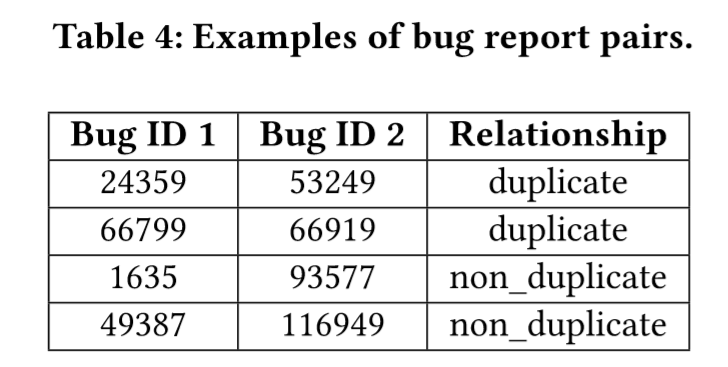 Table 4: Examples of bug report pairs.
Bug ID 1 Bug ID 2 Relationship
24359 53249 duplicate
66799 66919 duplicate
1635 93577 non_duplicate
49387 116949 non_duplicate